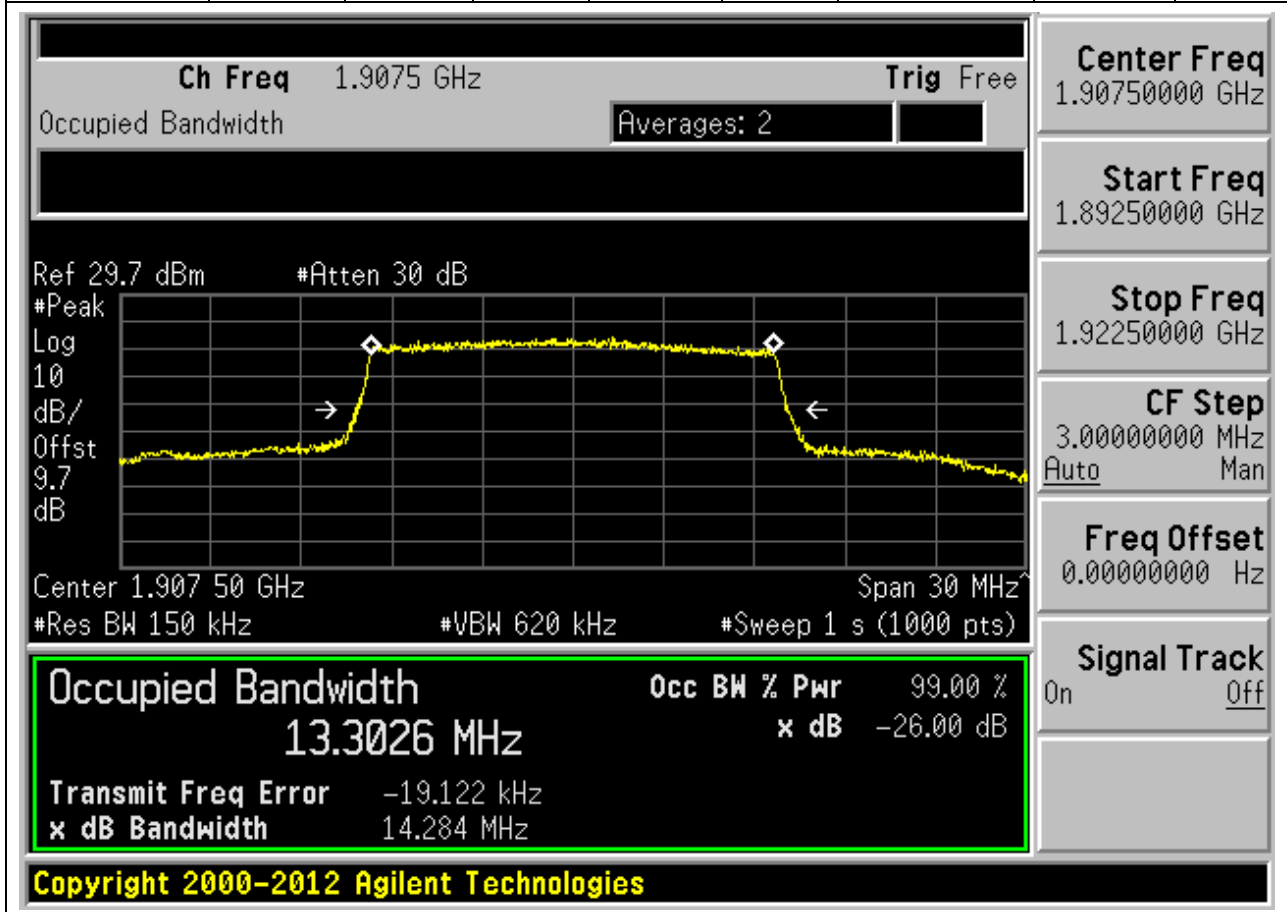 Ch Freq 1.9075 GHz Trig Free
Occupied Bandwidth Averages: 2
Ref 29.7 dBm #Atten 30 dB
#Peak
Log
10
dB/
Offst
9.7
dB
Center 1.907 50 GHz Span 30 MHz^
#Res BW 150 kHz #VBW 620 kHz #Sweep 1 s (1000 pts)
Occupied Bandwidth Occ BW % Pwr 99.00 %
13.3026 MHz x dB -26.00 dB
Transmit Freq Error -19.122 kHz
x dB Bandwidth 14.284 MHz
Copyright 2000-2012 Agilent Technologies
Center Freq
1.90750000 GHz
Start Freq
1.89250000 GHz
Stop Freq
1.92250000 GHz
CF Step
3.00000000 MHz
Auto Man
Freq Offset
0.00000000 Hz
Signal Track
On Off